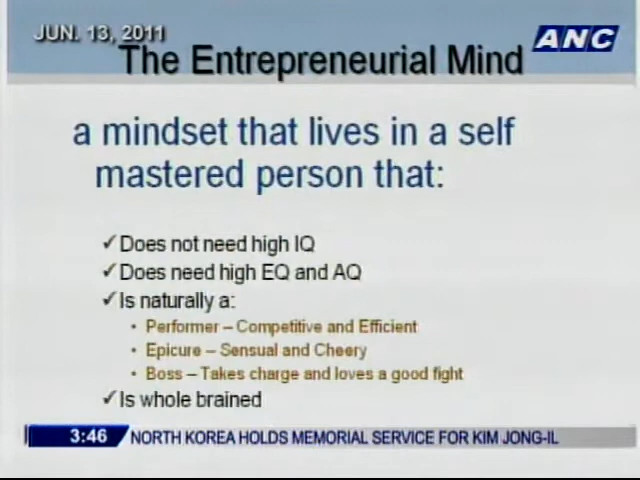 JUN. 13, 2011
ANC
The Entrepreneurial Mind
a mindset that lives in a self
mastered person that:
✓Does not need high IQ
✓Does need high EQ and AQ
✓Is naturally a:
• Performer – Competitive and Efficient
• Epicure – Sensual and Cheery
• Boss – Takes charge and loves a good fight
✓Is whole brained
3:46 NORTH KOREA HOLDS MEMORIAL SERVICE FOR KIM JONG-IL